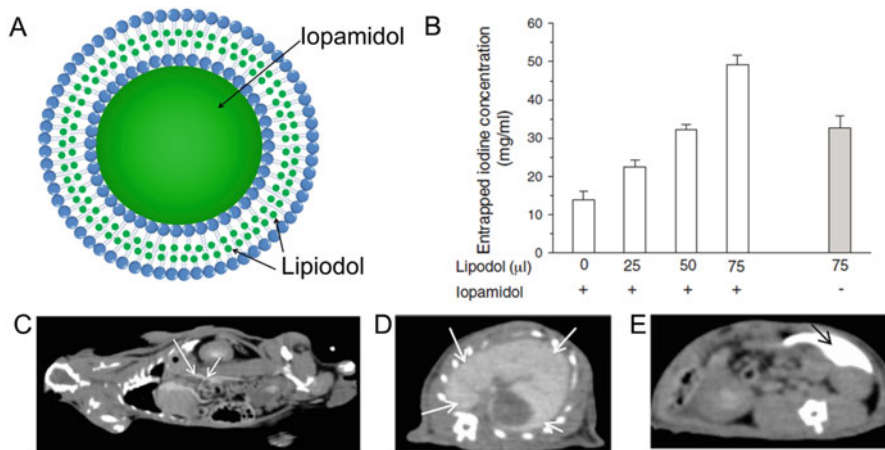 A
Iopamidol
Lipiodol
B
Entrapped iodine concentration
(mg/ml)
60
50
40
30
20
10
0
Lipodol (µl)
0 25 50 75 75
Iopamidol + + + + -
C
D
E